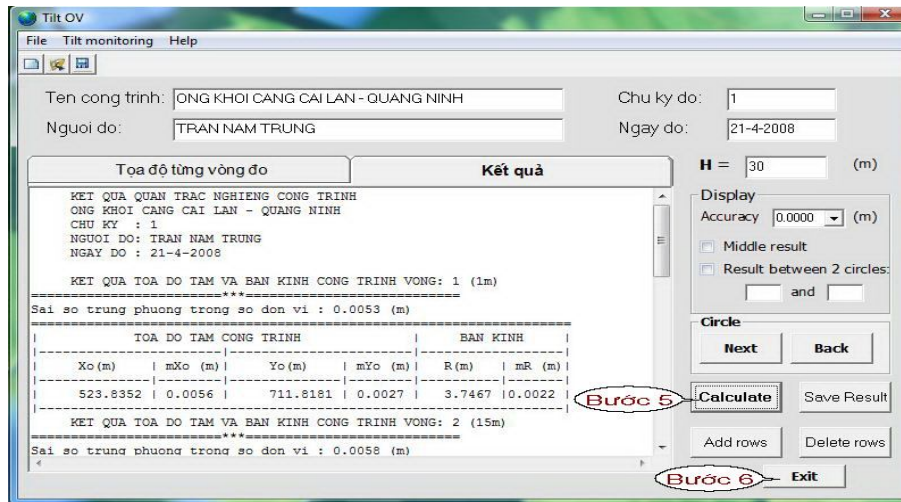 Tilt OV
File Tilt monitoring Help
Ten cong trinh: ONG KHOI CANG CAI LAN - QUANG NINH
Chu ky do: 1
Nguoi do: TRAN NAM TRUNG
Ngay do: 21-4-2008
Tọa độ từng vòng đo
Kết quả
KET QUA QUAN TRAC NGHIENG CONG TRINH
ONG KHOI CANG CAI LAN - QUANG NINH
CHU KY : 1
NGUOI DO: TRAN NAM TRUNG
NGAY DO : 21-4-2008
KET QUA TOA DO TAM VA BAN KINH CONG TRINH VONG: 1 (1m)
=========================***============================
Sai so trung phuong trong so don vi : 0.0053 (m)
| TOA DO TAM CONG TRINH | BAN KINH |
| Xo(m) | mXo (m)| Yo(m) | mYo (m)| R(m) | mR (m)|
| 523.8352 | 0.0056 | 711.8181 | 0.0027 | 3.7467 |0.0022 |
KET QUA TOA DO TAM VA BAN KINH CONG TRINH VONG: 2 (15m)
=========================***============================
Sai so trung phuong trong so don vi : 0.0058 (m)
H = 30 (m)
Display
Accuracy 0.0000 (m)
Middle result
Result between 2 circles:
and
Circle
Next Back
Bước 5
Calculate Save Result
Add rows Delete rows
Bước 6
Exit